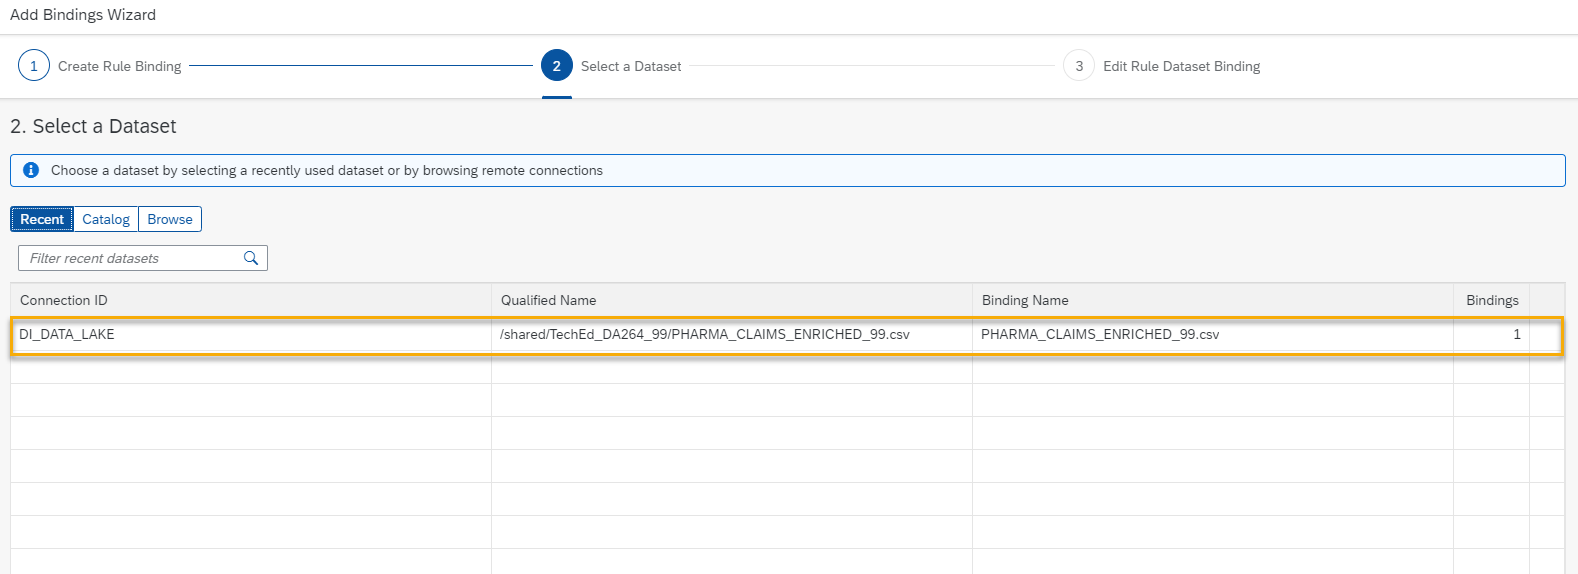 Add Bindings Wizard
1 Create Rule Binding 2 Select a Dataset 3 Edit Rule Dataset Binding
2. Select a Dataset
Choose a dataset by selecting a recently used dataset or by browsing remote connections
Recent Catalog Browse
Filter recent datasets
Connection ID Qualified Name Binding Name Bindings
DI_DATA_LAKE /shared/TechEd_DA264_99/PHARMA_CLAIMS_ENRICHED_99.csv PHARMA_CLAIMS_ENRICHED_99.csv 1